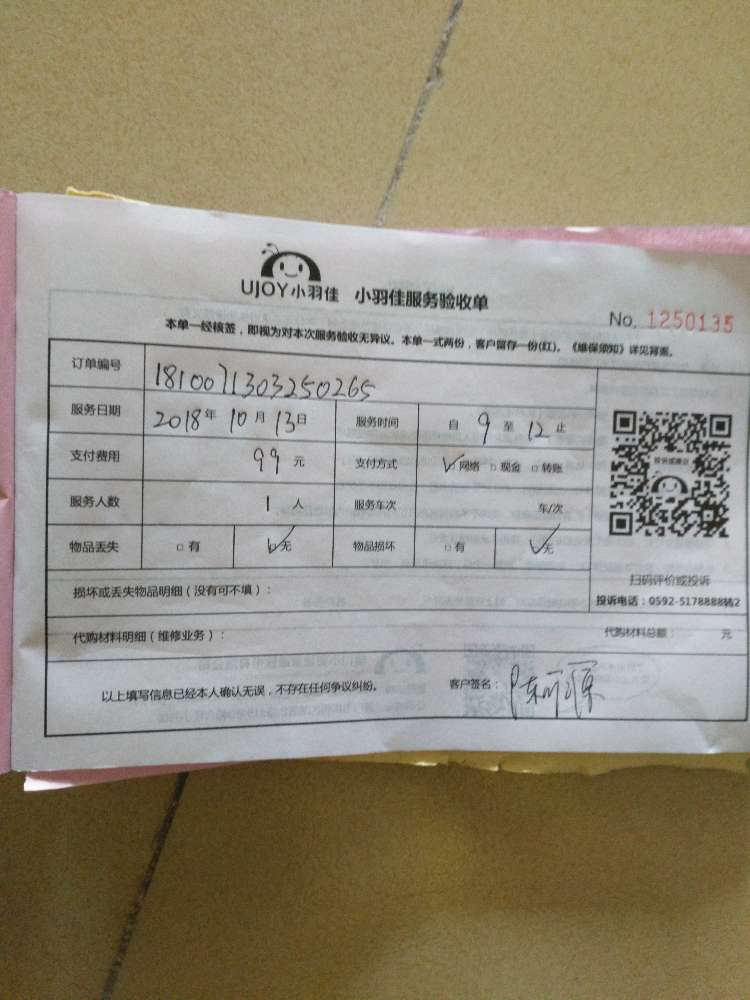 UJOY小羽佳 小羽佳服务验收单
No. 1250135
本单一经核签，即视为对本次服务验收无异议。本单一式两份，客户留存一份(红)。《维保须知》详见背面。
订单编号 1810071303250265
服务日期 2018年 10月 13日 服务时间 自 9 至 12 止
支付费用 99 元 支付方式 ☑网络 □现金 □转账
服务人数 1 人 服务车次 车/次
物品丢失 □有 ☑无 物品损坏 □有 ☑无
投诉或建议
扫码评价或投诉
投诉电话：0592-5178888转2
损坏或丢失物品明细（没有可不填）：
代购材料明细（维修业务）： 代购材料总额： 元
以上填写信息已经本人确认无误，不存在任何争议纠纷。 客户签名：陈